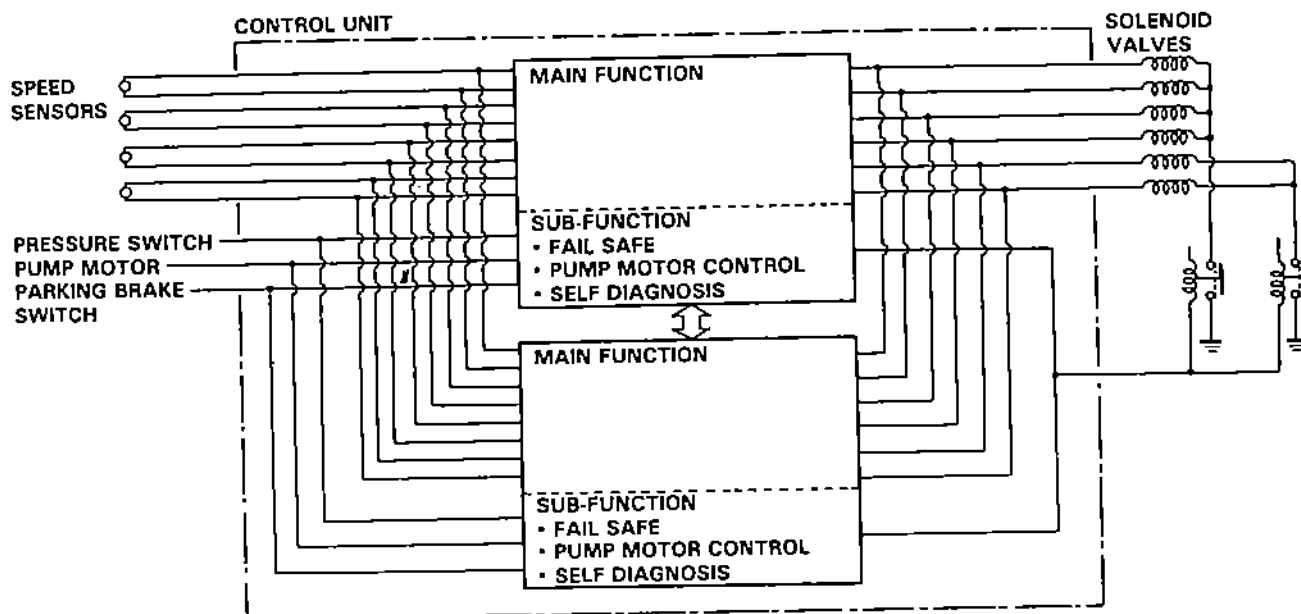 CONTROL UNIT
SOLENOID
VALVES
SPEED
SENSORS
MAIN FUNCTION
SUB-FUNCTION
• FAIL SAFE
• PUMP MOTOR CONTROL
• SELF DIAGNOSIS
PRESSURE SWITCH
PUMP MOTOR
PARKING BRAKE
SWITCH
MAIN FUNCTION
SUB-FUNCTION
• FAIL SAFE
• PUMP MOTOR CONTROL
• SELF DIAGNOSIS